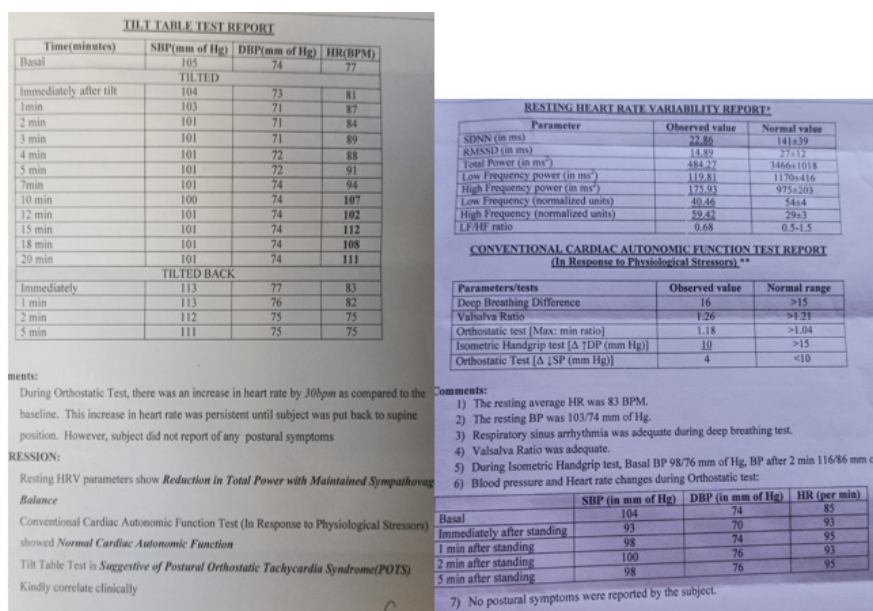 TILT TABLE TEST REPORT
Time(minutes) SBP(mm of Hg) DBP(mm of Hg) HR(BPM)
Basal 105 74 77
TILTED
Immediately after tilt 104 73 81
1min 103 71 87
2 min 101 71 84
3 min 101 71 89
4 min 101 72 88
5 min 101 72 91
7min 101 74 94
10 min 100 74 107
12 min 101 74 102
15 min 101 74 112
18 min 101 74 108
20 min 101 74 111
TILTED BACK
Immediately 113 77 83
1 min 113 76 82
2 min 112 75 75
5 min 111 75 75
ments:
During Orthostatic Test, there was an increase in heart rate by 30bpm as compared to the
baseline. This increase in heart rate was persistent until subject was put back to supine
position. However, subject did not report of any postural symptoms
RESSION:
Resting HRV parameters show Reduction in Total Power with Maintained Sympathovag
Balance
Conventional Cardiac Autonomic Function Test (In Response to Physiological Stressors)
showed Normal Cardiac Autonomic Function
Tilt Table Test is Suggestive of Postural Orthostatic Tachycardia Syndrome(POTS)
Kindly correlate clinically
RESTING HEART RATE VARIABILITY REPORT*
Parameter Observed value Normal value
SDNN (in ms) 22.86 141±39
RMSSD (in ms) 14.89 27±12
Total Power (in ms²) 484.27 3466±1018
Low Frequency power (in ms²) 119.81 1170±416
High Frequency power (in ms²) 175.93 975±203
Low Frequency (normalized units) 40.46 54±4
High Frequency (normalized units) 59.42 29±3
LF/HF ratio 0.68 0.5-1.5
CONVENTIONAL CARDIAC AUTONOMIC FUNCTION TEST REPORT
(In Response to Physiological Stressors) **
Parameters/tests Observed value Normal range
Deep Breathing Difference 16 >15
Valsalva Ratio 1.26 >1.21
Orthostatic test [Max: min ratio] 1.18 >1.04
Isometric Handgrip test [Δ ↑DP (mm Hg)] 10 >15
Orthostatic Test [Δ ↓SP (mm Hg)] 4 <10
Comments:
1) The resting average HR was 83 BPM.
2) The resting BP was 103/74 mm of Hg.
3) Respiratory sinus arrhythmia was adequate during deep breathing test.
4) Valsalva Ratio was adequate.
5) During Isometric Handgrip test, Basal BP 98/76 mm of Hg, BP after 2 min 116/86 mm
6) Blood pressure and Heart rate changes during Orthostatic test:
SBP (in mm of Hg) DBP (in mm of Hg) HR (per min)
Basal 104 74 85
Immediately after standing 93 70 93
1 min after standing 98 74 95
2 min after standing 100 76 93
5 min after standing 98 76 95
7) No postural symptoms were reported by the subject.